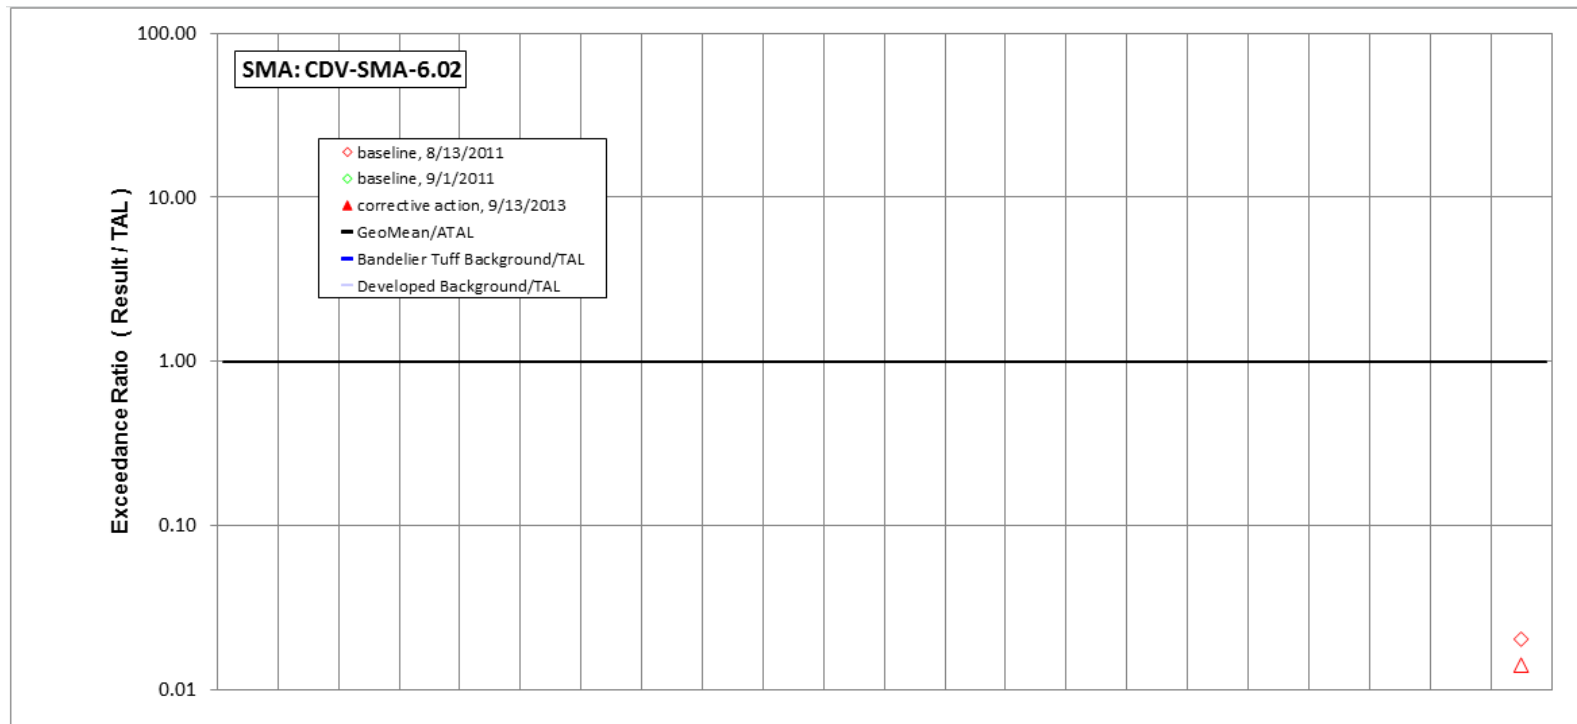 100.00
SMA: CDV-SMA-6.02
baseline, 8/13/2011
baseline, 9/1/2011
corrective action, 9/13/2013
GeoMean/ATAL
Bandelier Tuff Background/TAL
Developed Background/TAL
10.00
1.00
0.10
0.01
Exceedance Ratio ( Result / TAL )